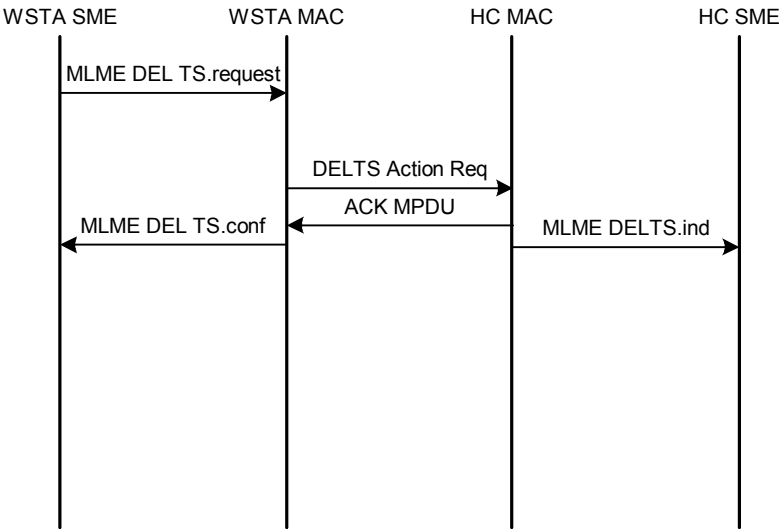 WSTA SME
WSTA MAC
HC MAC
HC SME
MLME DEL TS.request
DELTS Action Req
ACK MPDU
MLME DEL TS.conf
MLME DELTS.ind